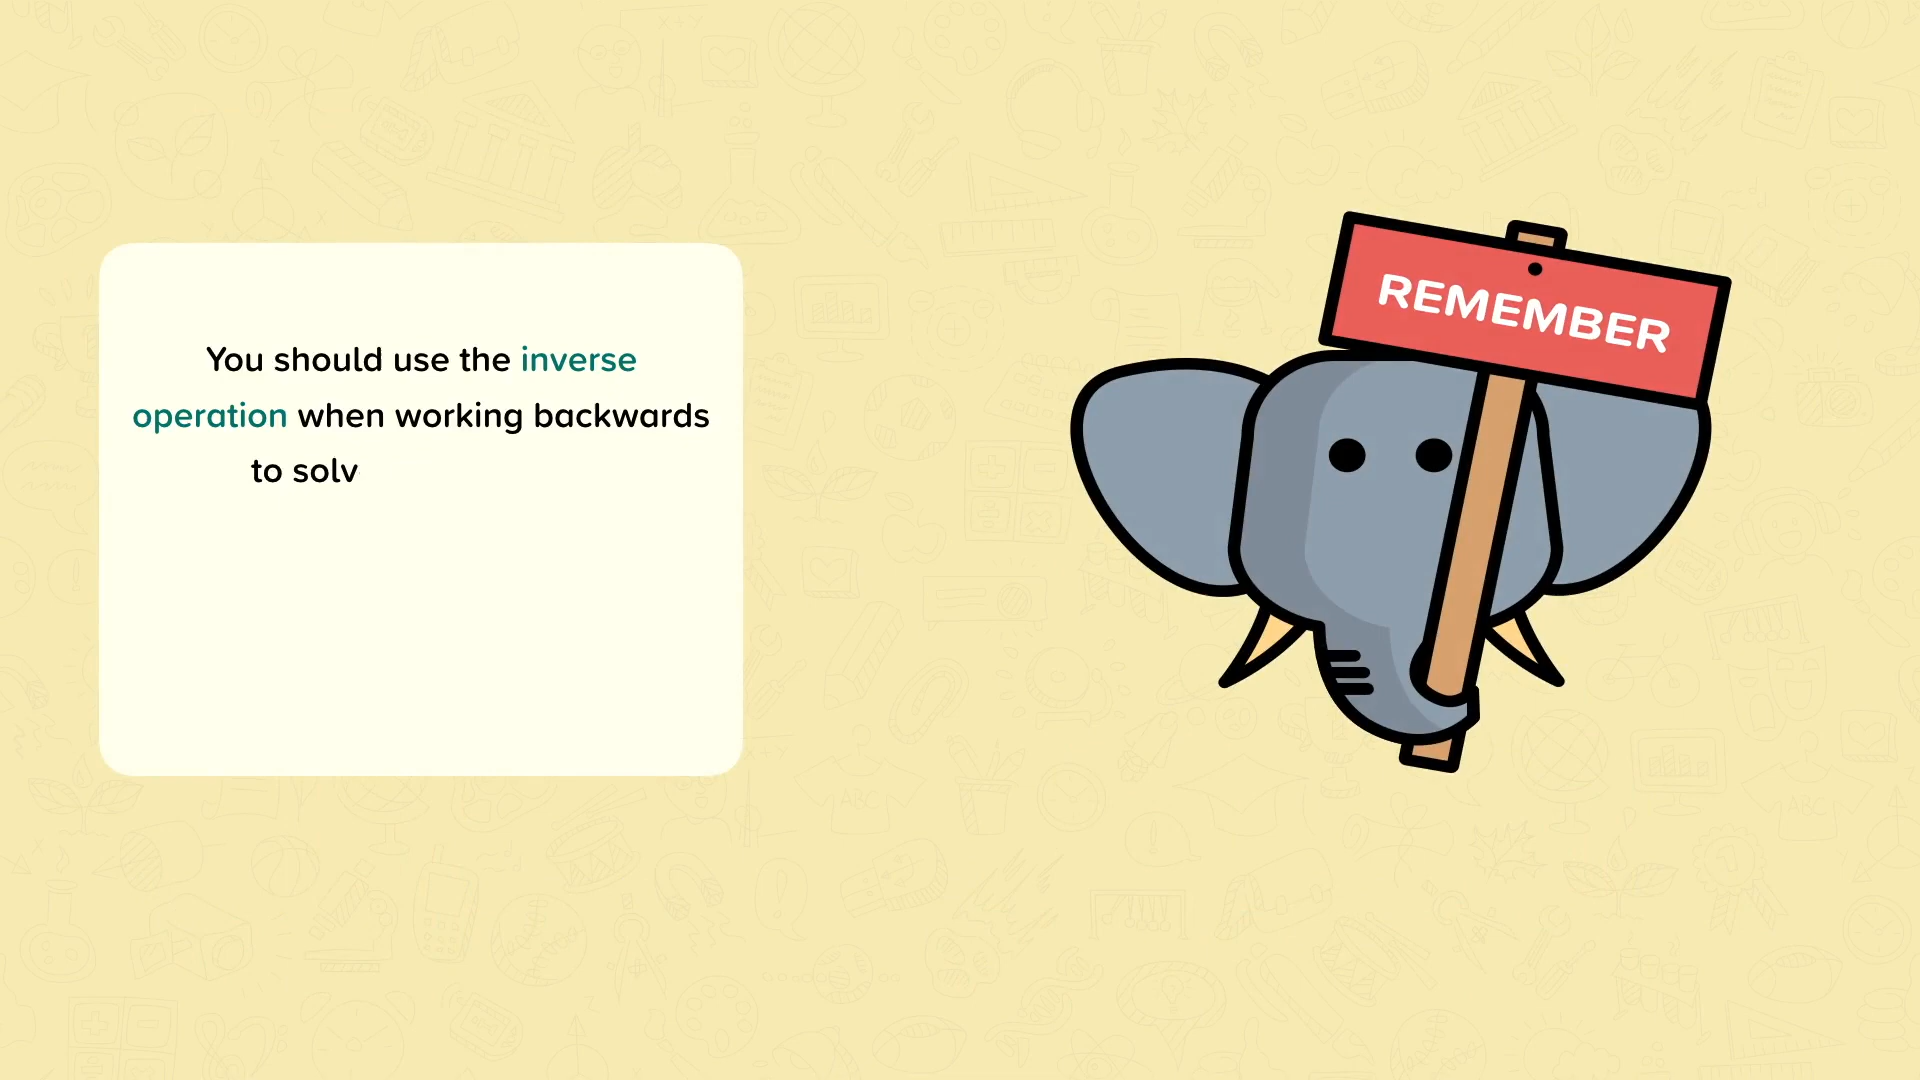 You should use the inverse
operation when working backwards
to solv
REMEMBER